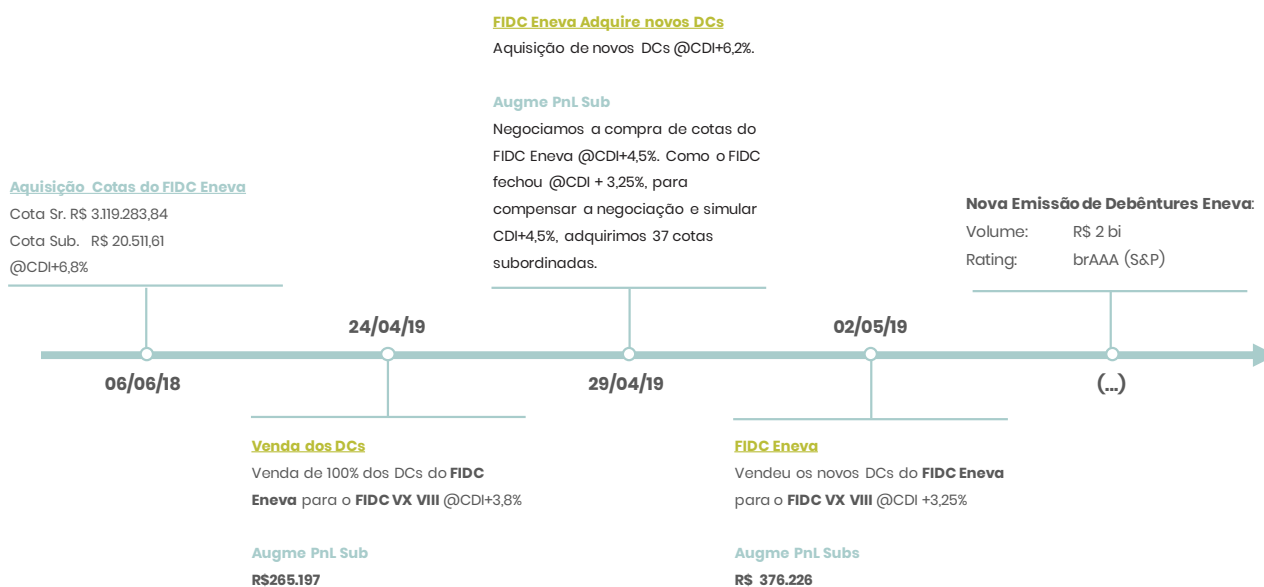 FIDC Eneva Adquire novos DCs
Aquisição de novos DCs @CDI+6,2%.
Augme PnL Sub
Negociamos a compra de cotas do
FIDC Eneva @CDI+4,5%. Como o FIDC
fechou @CDI + 3,25%, para
compensar a negociação e simular
CDI+4,5%, adquirimos 37 cotas
subordinadas.
Aquisição Cotas do FIDC Eneva
Cota Sr. R$ 3.119.283,84
Cota Sub. R$ 20.511,61
@CDI+6,8%
Nova Emissão de Debêntures Eneva:
Volume: R$ 2 bi
Rating: brAAA (S&P)
24/04/19
02/05/19
06/06/18
29/04/19
(...)
Venda dos DCs
Venda de 100% dos DCs do FIDC
Eneva para o FIDC VX VIII @CDI+3,8%
Augme PnL Sub
R$265.197
FIDC Eneva
Vendeu os novos DCs do FIDC Eneva
para o FIDC VX VIII @CDI +3,25%
Augme PnL Subs
R$ 376.226